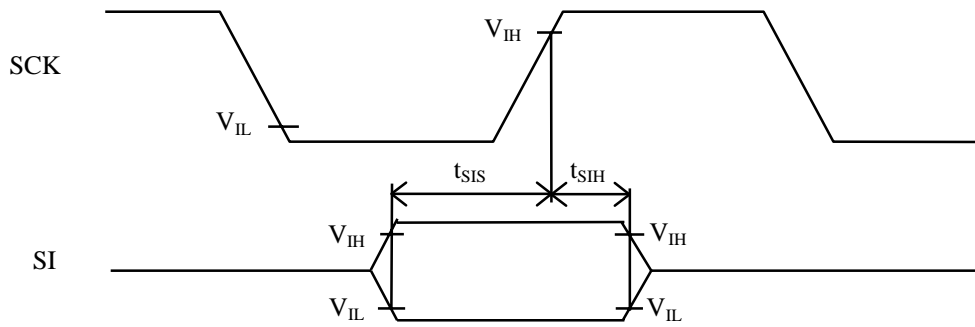 V_IH
SCK
V_IL
t_SIS t_SIH
V_IH V_IH
SI
V_IL V_IL